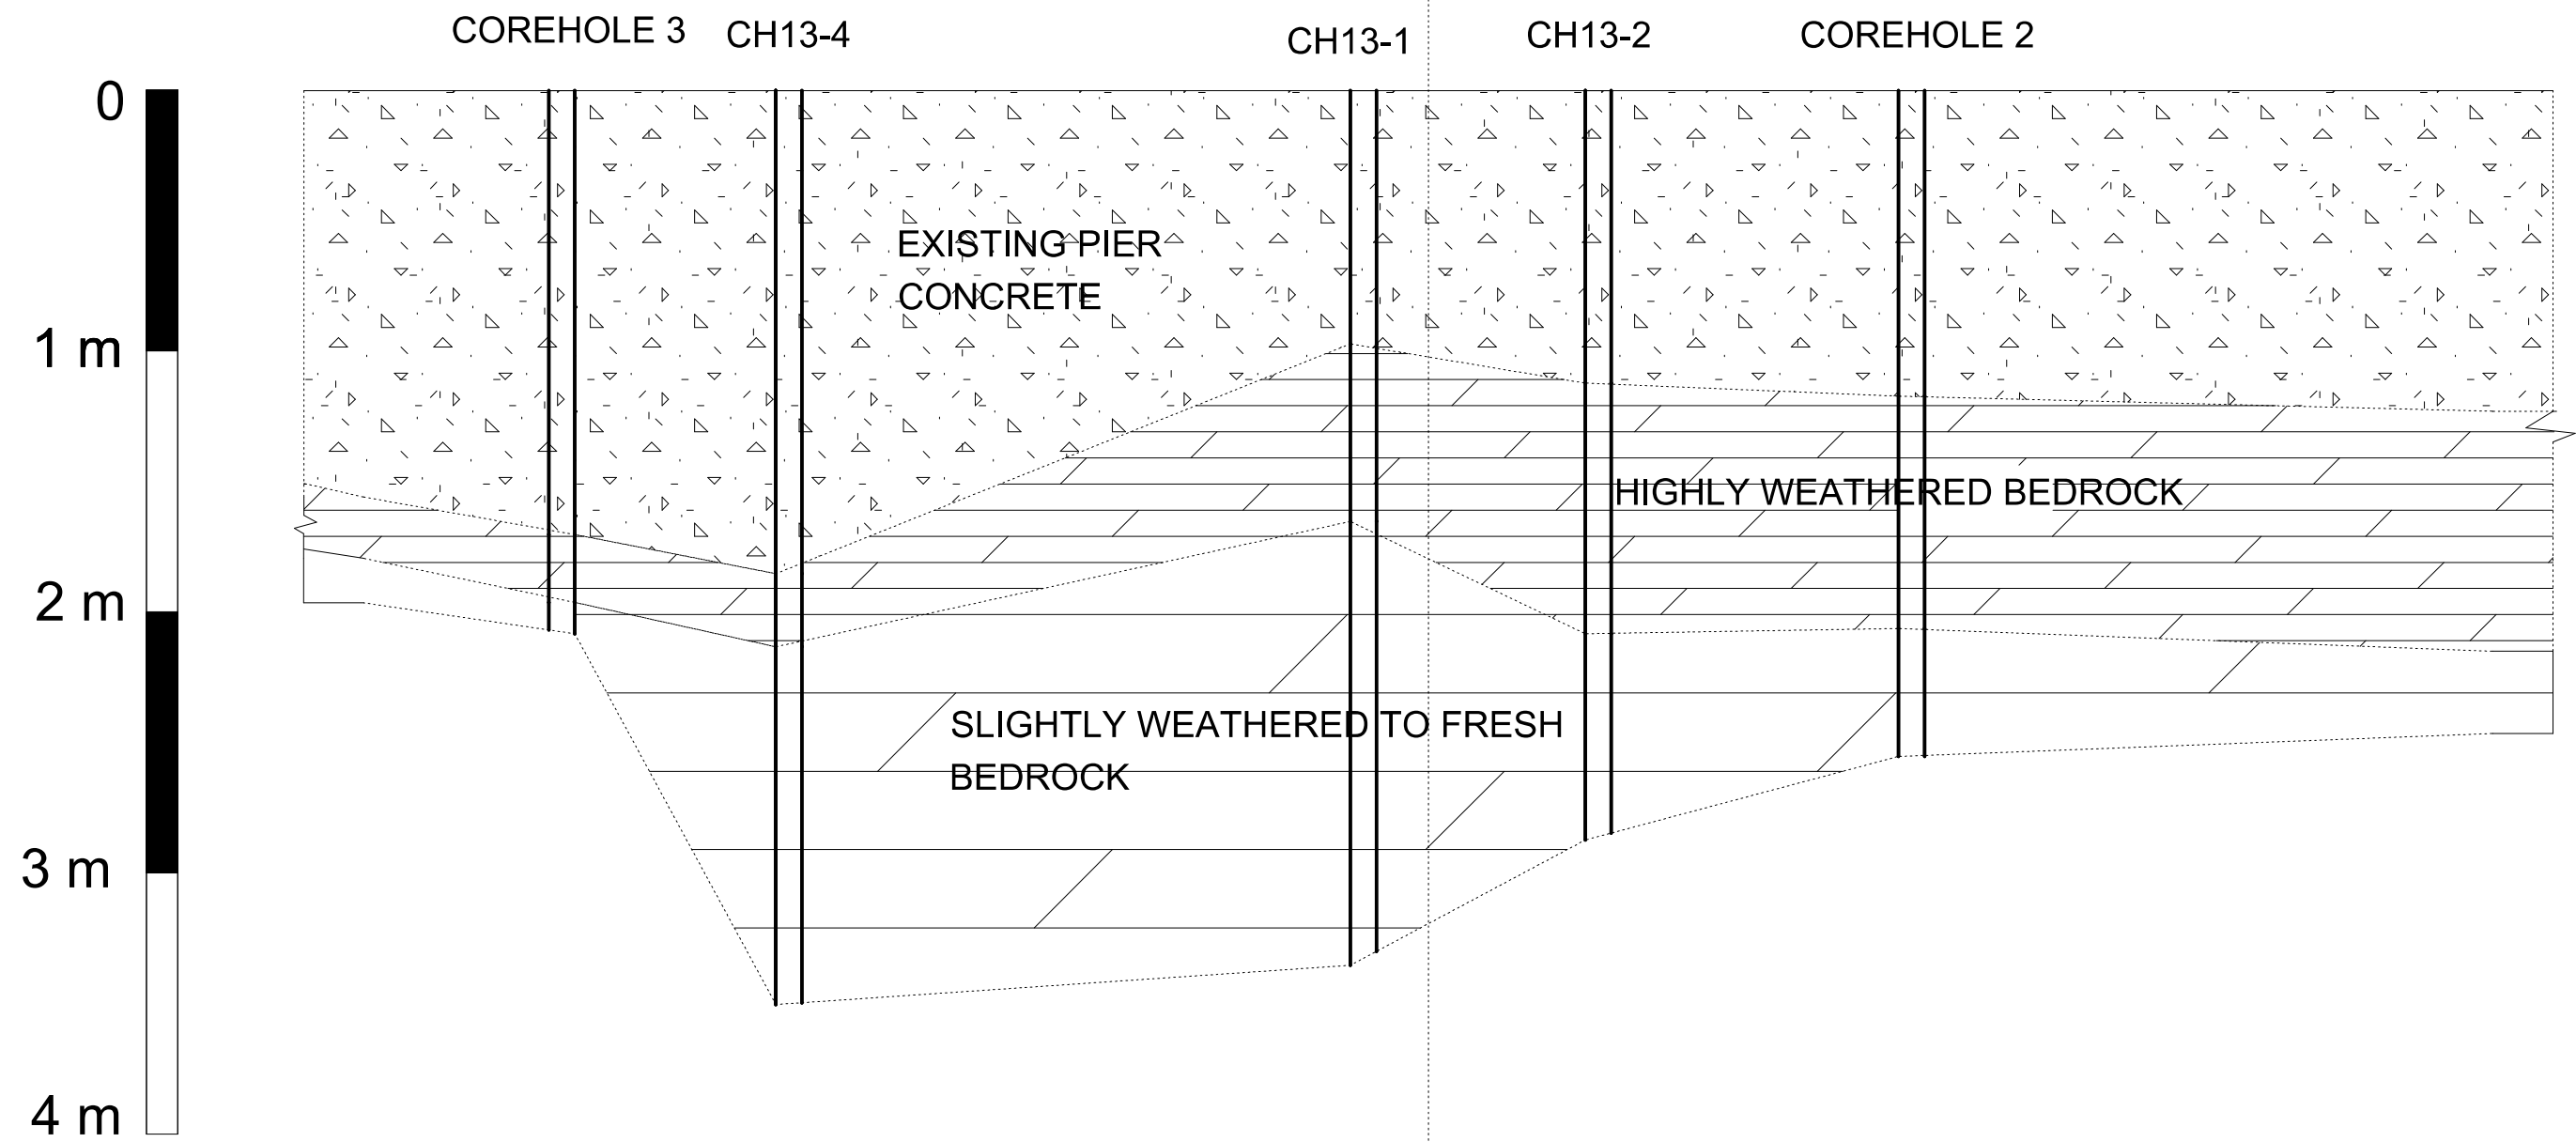 COREHOLE 3 CH13-4 CH13-1 CH13-2 COREHOLE 2
0
EXISTING PIER
CONCRETE
1 m
HIGHLY WEATHERED BEDROCK
2 m
SLIGHTLY WEATHERED TO FRESH
BEDROCK
3 m
4 m